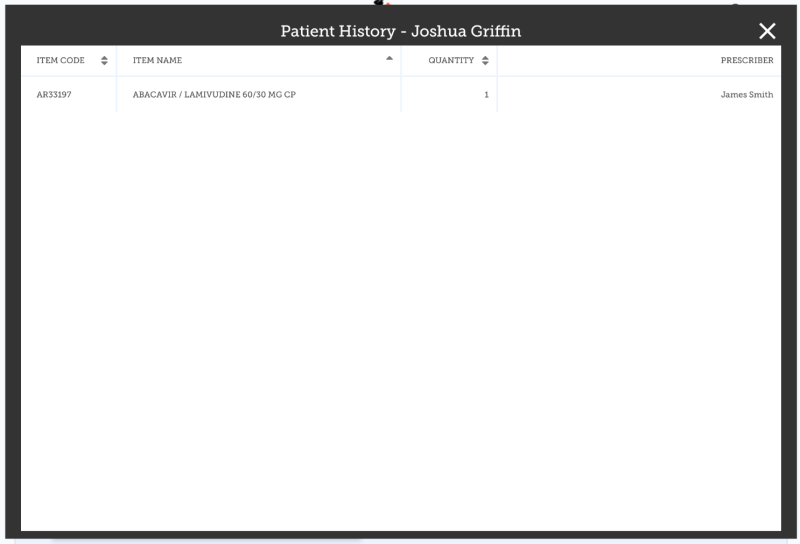 Patient History - Joshua Griffin
ITEM CODE ITEM NAME QUANTITY PRESCRIBER
AR33197 ABACAVIR / LAMIVUDINE 60/30 MG CP 1 James Smith